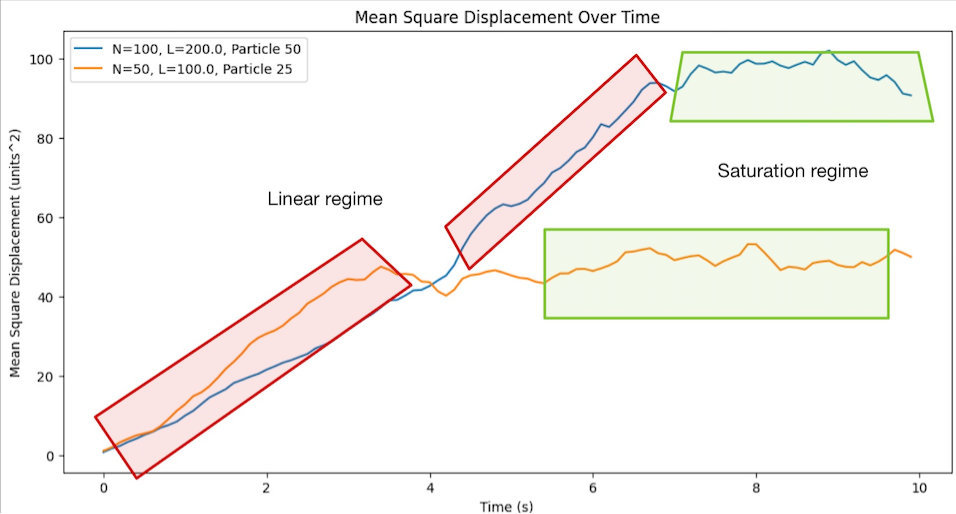 Mean Square Displacement Over Time
N=100, L=200.0, Particle 50
N=50, L=100.0, Particle 25
Linear regime
Saturation regime
Mean Square Displacement (units^2)
100
80
60
40
20
0
0 2 4 6 8 10
Time (s)